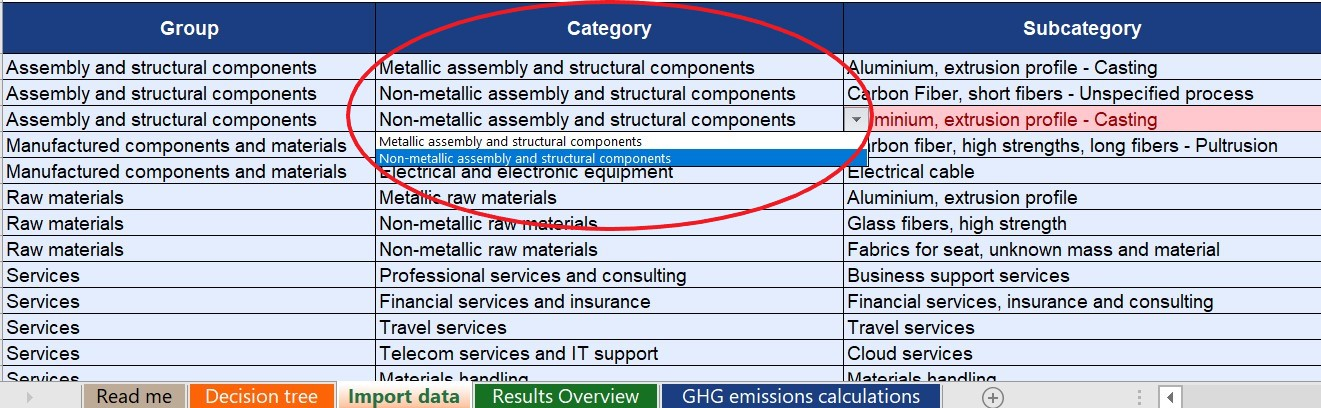 Group Category Subcategory
Assembly and structural components Metallic assembly and structural components Aluminium, extrusion profile - Casting
Assembly and structural components Non-metallic assembly and structural components Carbon Fiber, short fibers - Unspecified process
Assembly and structural components Non-metallic assembly and structural components minium, extrusion profile - Casting
Metallic assembly and structural components
Non-metallic assembly and structural components
Manufactured components and materials rbon fiber, high strengths, long fibers - Pultrusion
Manufactured components and materials Electrical and electronic equipment Electrical cable
Raw materials Metallic raw materials Aluminium, extrusion profile
Raw materials Non-metallic raw materials Glass fibers, high strength
Raw materials Non-metallic raw materials Fabrics for seat, unknown mass and material
Services Professional services and consulting Business support services
Services Financial services and insurance Financial services, insurance and consulting
Services Travel services Travel services
Services Telecom services and IT support Cloud services
Services Materials handling Materials handling
Read me Decision tree Import data Results Overview GHG emissions calculations